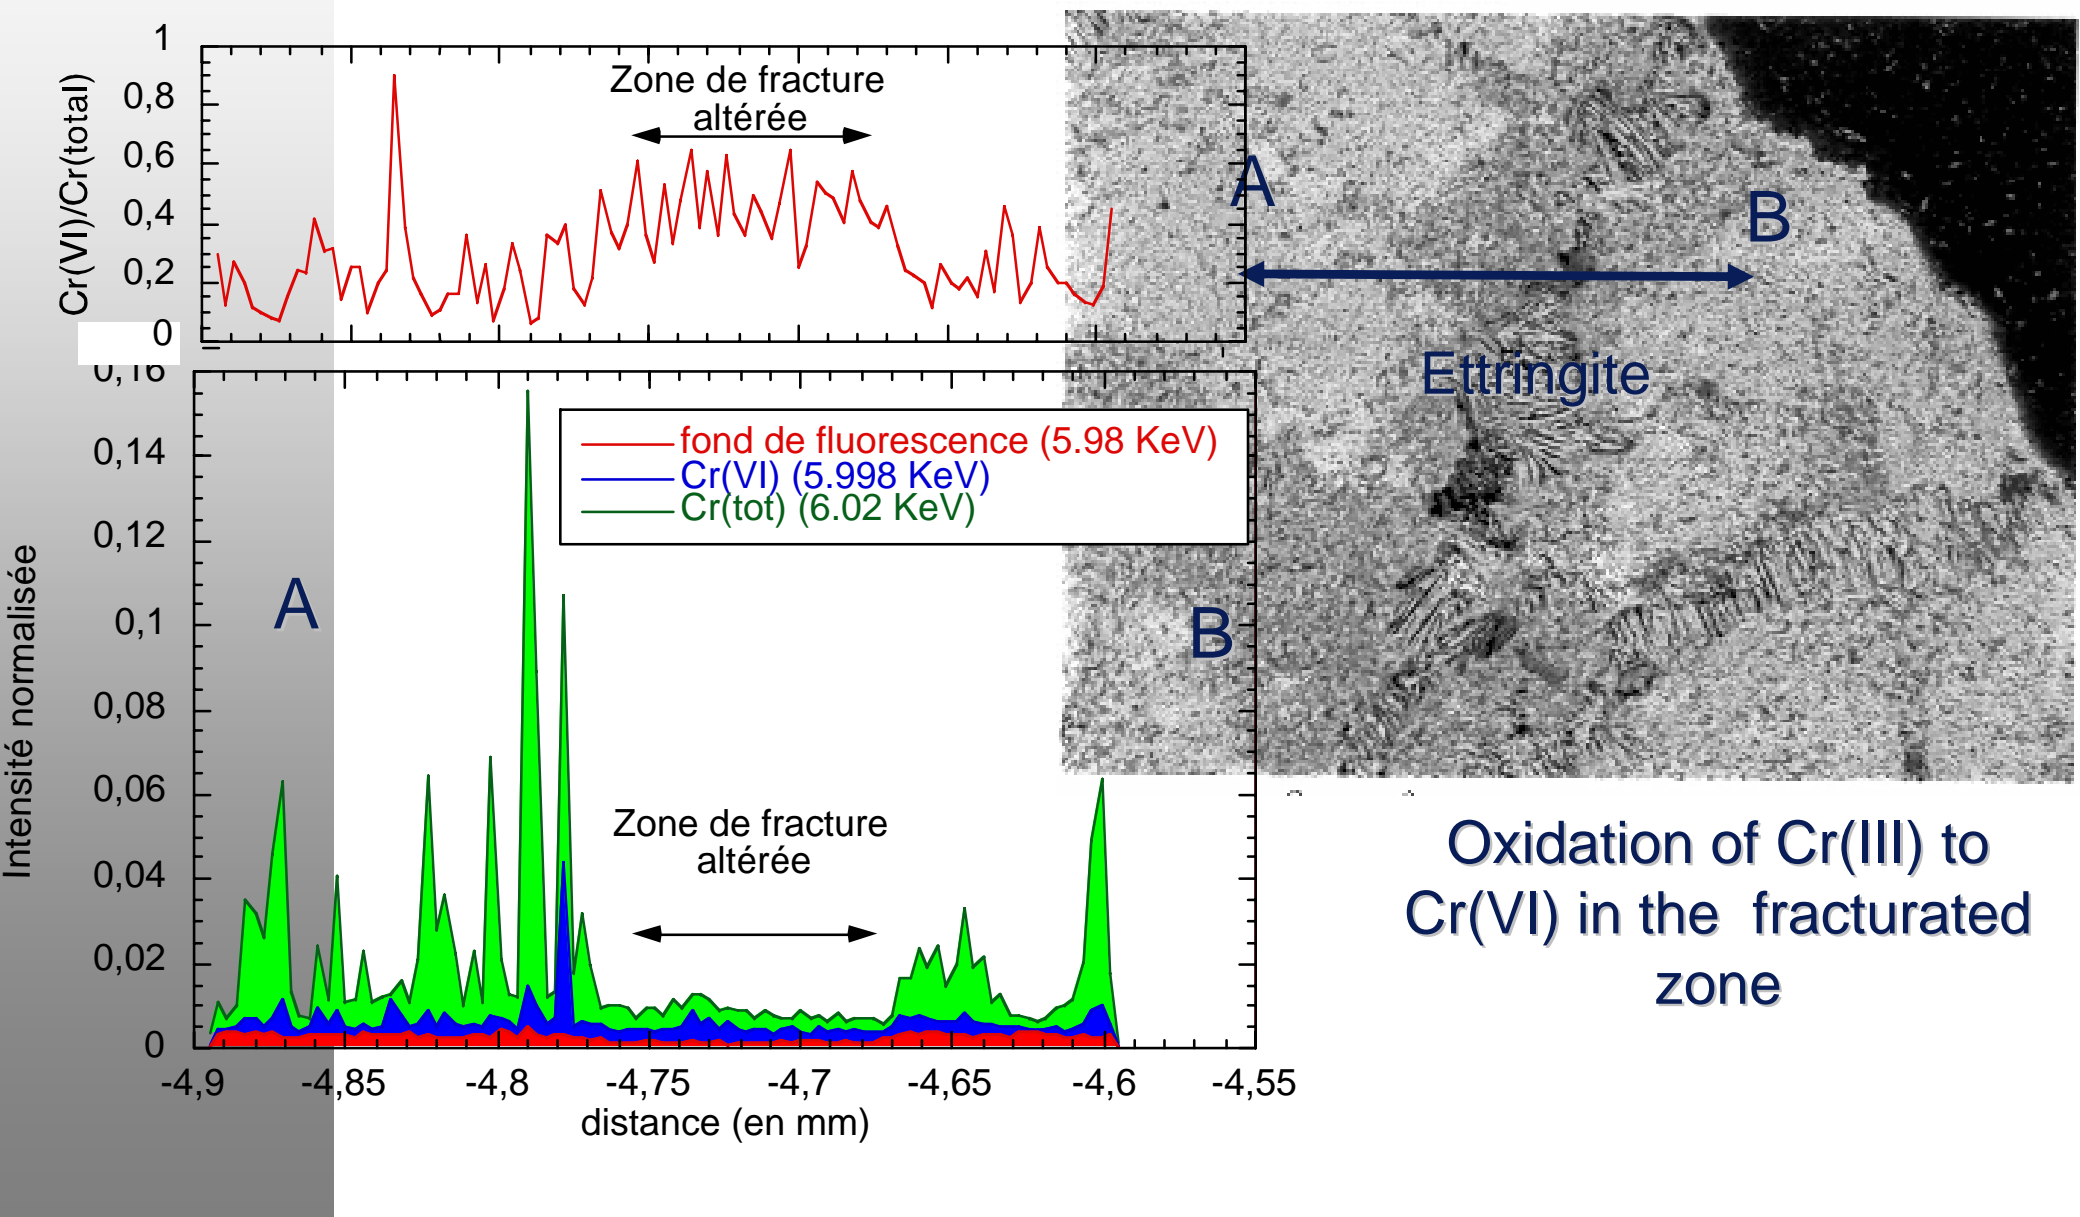 Cr(VI)/Cr(total)
1
0,8
0,6
0,4
0,2
0
Zone de fracture
altérée
A
B
Ettringite
Intensité normalisée
0,16
0,14
0,12
0,1
0,08
0,06
0,04
0,02
0
fond de fluorescence (5.98 KeV)
Cr(VI) (5.998 KeV)
Cr(tot) (6.02 KeV)
A
B
Zone de fracture
altérée
-4,9 -4,85 -4,8 -4,75 -4,7 -4,65 -4,6 -4,55
distance (en mm)
Oxidation of Cr(III) to
Cr(VI) in the fracturated
zone